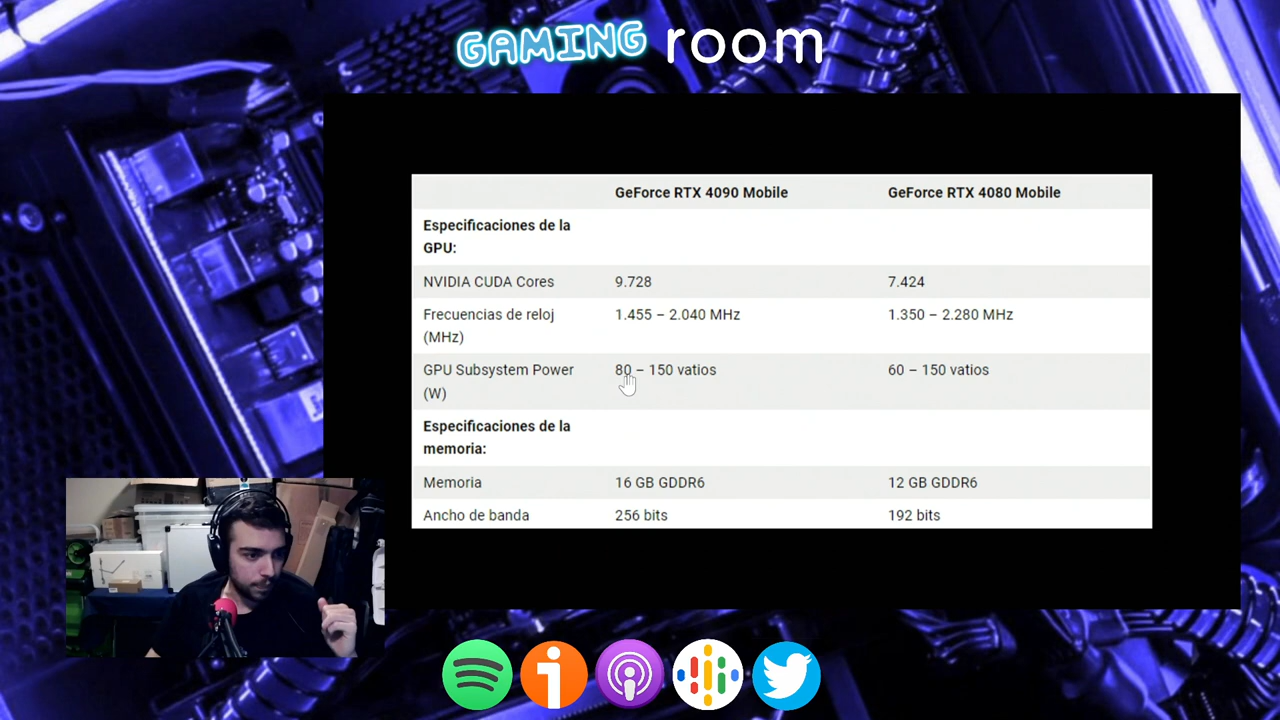 GAMING room
GeForce RTX 4090 Mobile GeForce RTX 4080 Mobile
Especificaciones de la
GPU:
NVIDIA CUDA Cores 9.728 7.424
Frecuencias de reloj 1.455 – 2.040 MHz 1.350 – 2.280 MHz
(MHz)
GPU Subsystem Power 80 – 150 vatios 60 – 150 vatios
(W)
Especificaciones de la
memoria:
Memoria 16 GB GDDR6 12 GB GDDR6
Ancho de banda 256 bits 192 bits